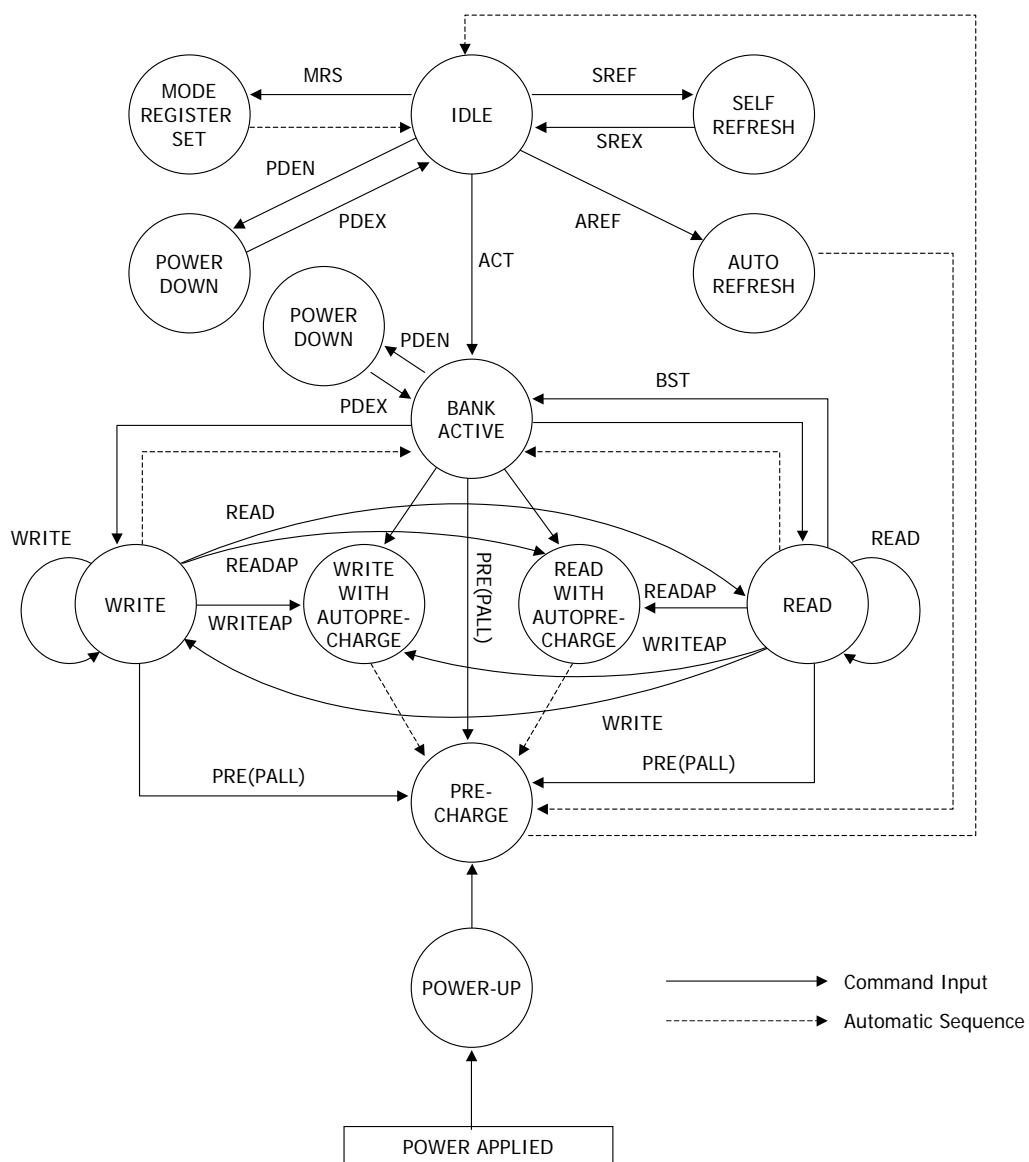 MRS
SREF
MODE
REGISTER
SET
IDLE
SELF
REFRESH
SREX
PDEN
PDEX
AREF
POWER
DOWN
ACT
AUTO
REFRESH
POWER
DOWN
PDEN
PDEX
BST
BANK
ACTIVE
WRITE
READ
READ
READAP
WRITE
WRITEAP
WRITE
WITH
AUTOPRE-
CHARGE
PRE(PALL)
READ
WITH
AUTOPRE-
CHARGE
READAP
WRITEAP
READ
WRITE
PRE(PALL)
PRE(PALL)
PRE-
CHARGE
POWER-UP
Command Input
Automatic Sequence
POWER APPLIED